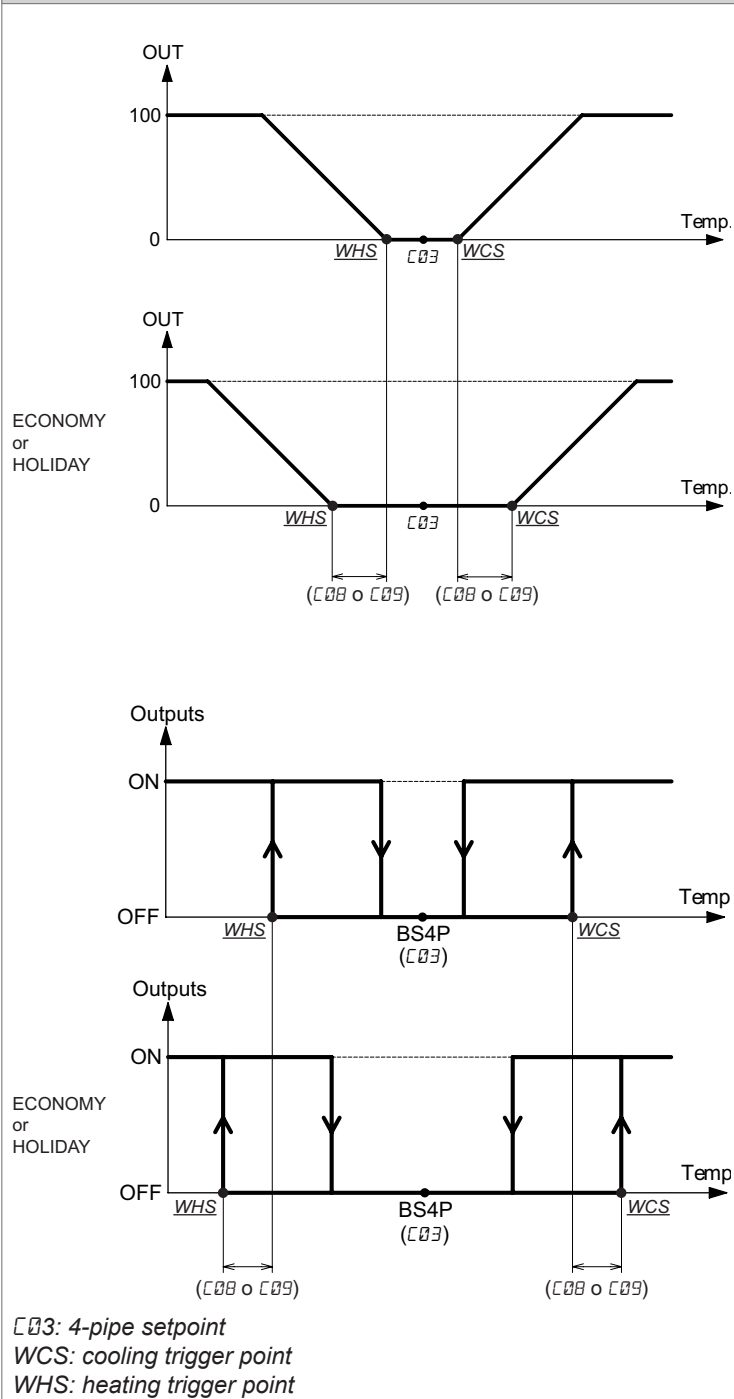 OUT
100
0
Temp.
WHS
C03
WCS
OUT
ECONOMY
or
HOLIDAY
100
0
Temp.
WHS
C03
WCS
(C08 o C09)
(C08 o C09)
Outputs
ON
OFF
Temp
WHS
BS4P
(C03)
WCS
Outputs
ECONOMY
or
HOLIDAY
ON
OFF
Temp
WHS
BS4P
(C03)
WCS
(C08 o C09)
(C08 o C09)
C03: 4-pipe setpoint
WCS: cooling trigger point
WHS: heating trigger point